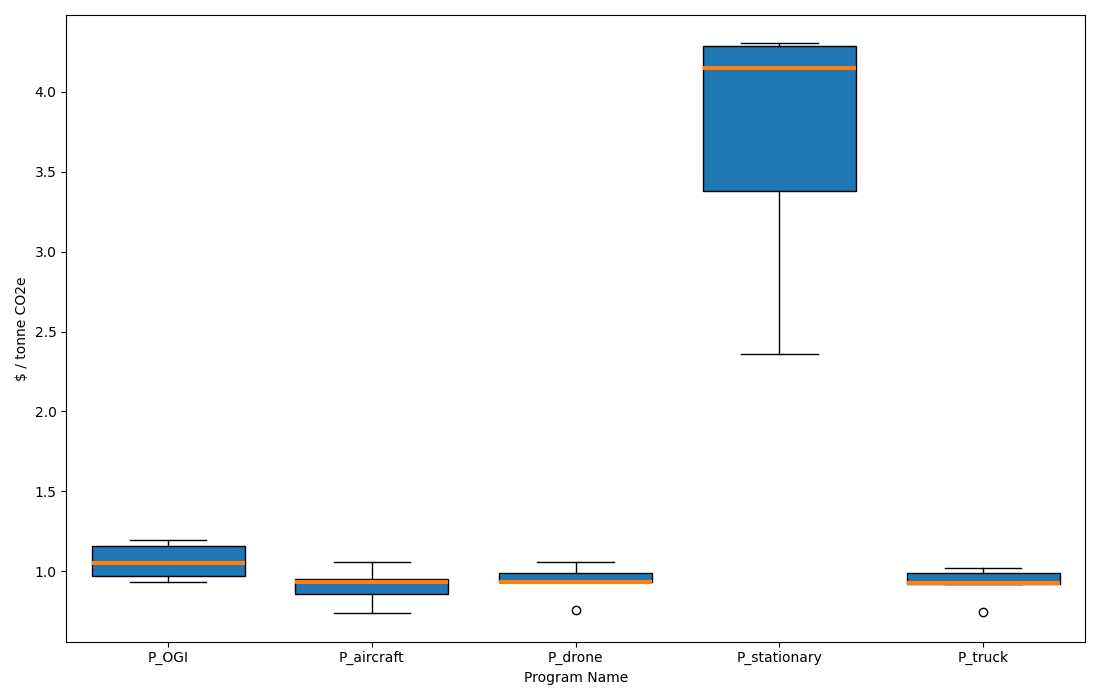 $ / tonne CO2e
4.0
3.5
3.0
2.5
2.0
1.5
1.0
P_OGI P_aircraft P_drone P_stationary P_truck
Program Name